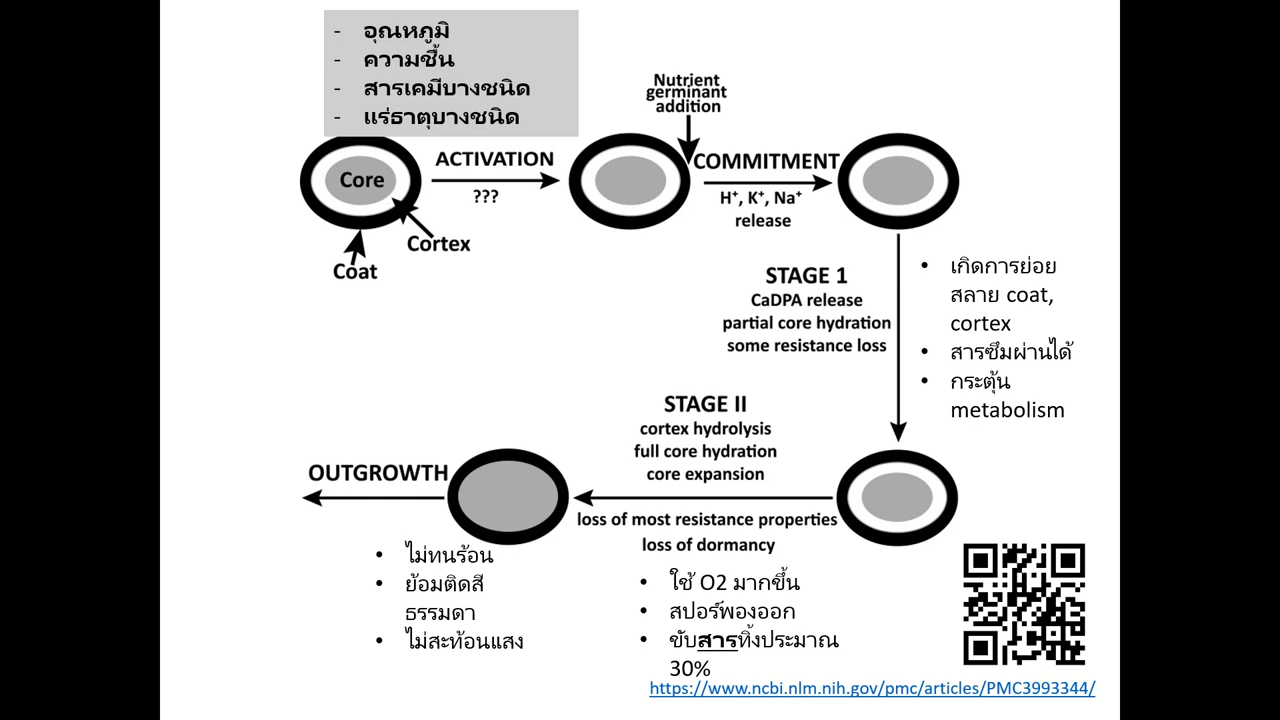 - อุณหภูมิ
- ความชื้น
- สารเคมีบางชนิด
- แร่ธาตุบางชนิด
Nutrient
germinant
addition
Core
ACTIVATION
???
COMMITMENT
H⁺, K⁺, Na⁺
release
Cortex
Coat
STAGE 1
CaDPA release
partial core hydration
some resistance loss
• เกิดการย่อย
สลาย coat,
cortex
• สารซึมผ่านได้
• กระตุ้น
metabolism
STAGE II
cortex hydrolysis
full core hydration
core expansion
loss of most resistance properties
loss of dormancy
OUTGROWTH
• ไม่ทนร้อน
• ย้อมติดสี
ธรรมดา
• ไม่สะท้อนแสง
• ใช้ O2 มากขึ้น
• สปอร์พองออก
• ขับสารทิ้งประมาณ
30%
https://www.ncbi.nlm.nih.gov/pmc/articles/PMC3993344/